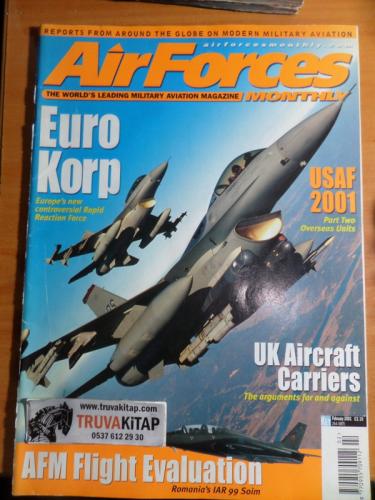 REPORTS FROM AROUND THE GLOBE ON MODERN MILITARY AVIATION
airforcesmonthly.com
AirForces
THE WORLD'S LEADING MILITARY AVIATION MAGAZINE
MONTHLY
Euro
Korp
Europe's new
controversial Rapid
Reaction Force
USAF
2001
Part Two
Overseas Units
UK Aircraft
Carriers
The arguments for and against
www.truvakitap.com
TRUVAKiTAP
0537 612 29 30
AFM Flight Evaluation
Romania's IAR 99 Soim